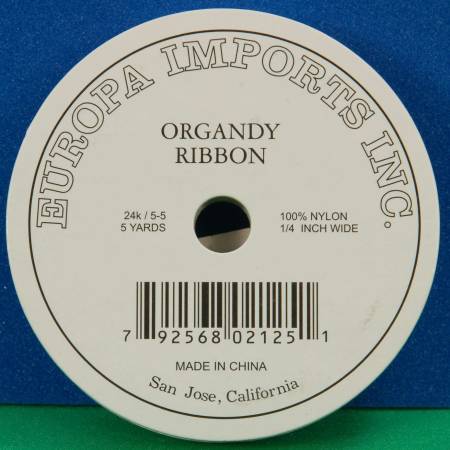 EUROPA IMPORTS INC.
ORGANDY
RIBBON
24k / 5-5
5 YARDS
100% NYLON
1/4 INCH WIDE
7 92568 02125 1
MADE IN CHINA
San Jose, California